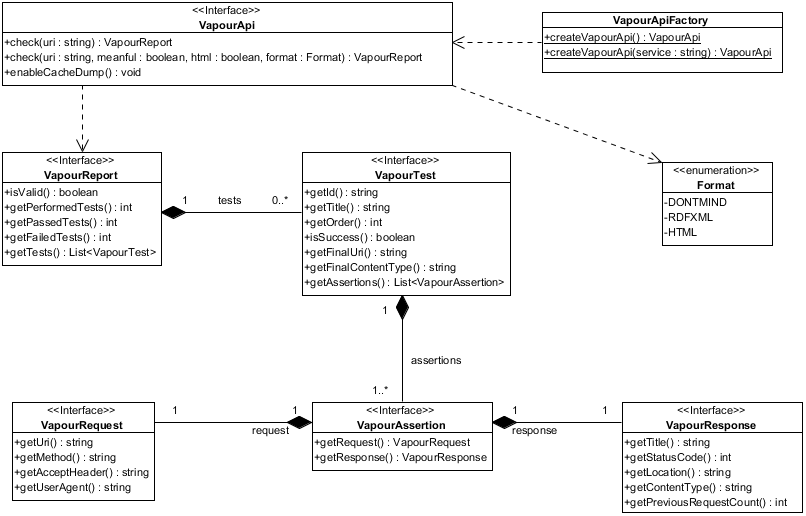 <<Interface>>
VapourApi
+check(uri : string) : VapourReport
+check(uri : string, meanful : boolean, html : boolean, format : Format) : VapourReport
+enableCacheDump() : void
VapourApiFactory
+createVapourApi() : VapourApi
+createVapourApi(service : string) : VapourApi
<<Interface>>
VapourReport
+isValid() : boolean
+getPerformedTests() : int
+getPassedTests() : int
+getFailedTests() : int
+getTests() : List<VapourTest>
1
tests
0..*
<<Interface>>
VapourTest
+getId() : string
+getTitle() : string
+getOrder() : int
+isSuccess() : boolean
+getFinalUri() : string
+getFinalContentType() : string
+getAssertions() : List<VapourAssertion>
<<enumeration>>
Format
-DONTMIND
-RDFXML
-HTML
1
assertions
1..*
<<Interface>>
VapourRequest
+getUri() : string
+getMethod() : string
+getAcceptHeader() : string
+getUserAgent() : string
1
1
request
<<Interface>>
VapourAssertion
+getRequest() : VapourRequest
+getResponse() : VapourResponse
1
1
response
<<Interface>>
VapourResponse
+getTitle() : string
+getStatusCode() : int
+getLocation() : string
+getContentType() : string
+getPreviousRequestCount() : int